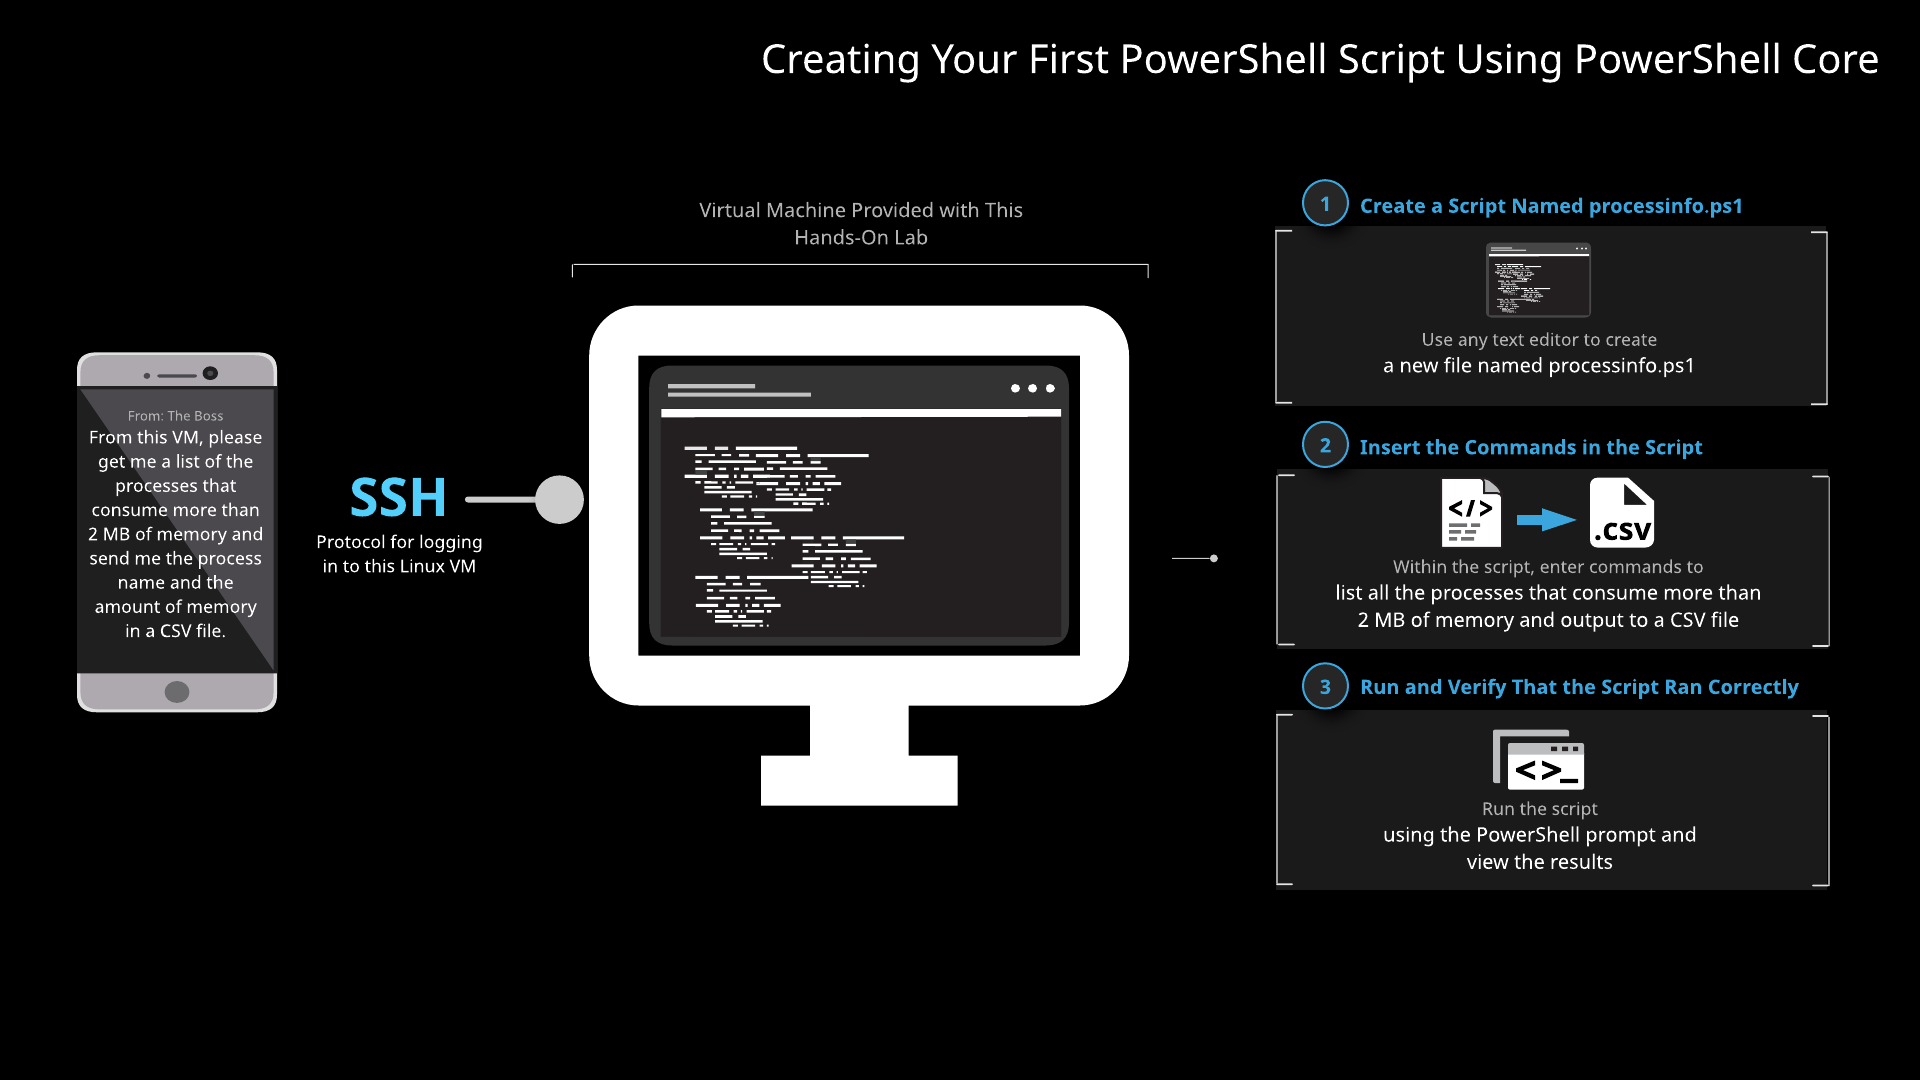 Creating Your First PowerShell Script Using PowerShell Core
From: The Boss
From this VM, please
get me a list of the
processes that
consume more than
2 MB of memory and
send me the process
name and the
amount of memory
in a CSV file.
SSH
Protocol for logging
in to this Linux VM
Virtual Machine Provided with This
Hands-On Lab
1
Create a Script Named processinfo.ps1
Use any text editor to create
a new file named processinfo.ps1
2
Insert the Commands in the Script
</>
.csv
Within the script, enter commands to
list all the processes that consume more than
2 MB of memory and output to a CSV file
3
Run and Verify That the Script Ran Correctly
<>_
Run the script
using the PowerShell prompt and
view the results